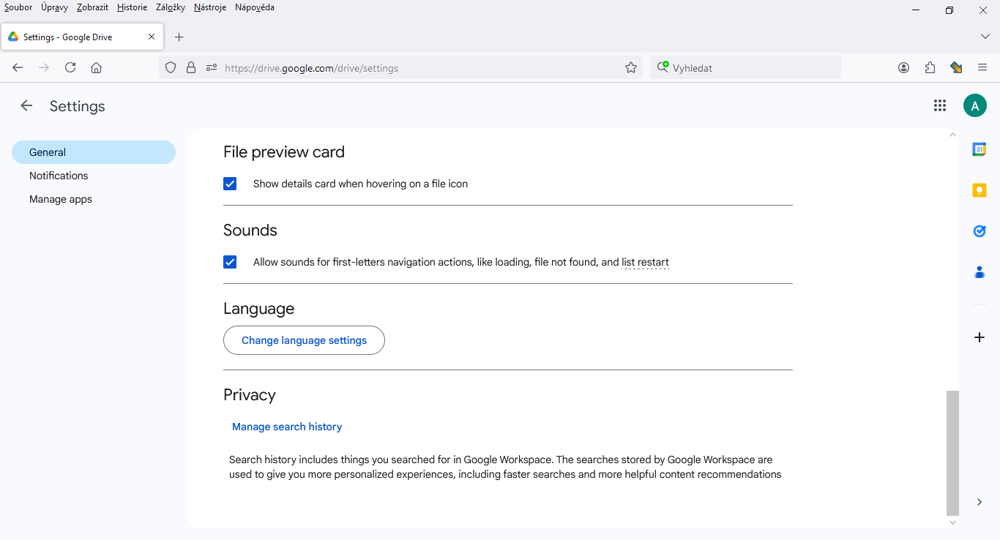 Soubor Úpravy Zobrazit Historie Záložky Nástroje Nápověda
Settings - Google Drive
https://drive.google.com/drive/settings
Vyhledat
Settings
A
General
Notifications
Manage apps
File preview card
Show details card when hovering on a file icon
Sounds
Allow sounds for first-letters navigation actions, like loading, file not found, and list restart
Language
Change language settings
Privacy
Manage search history
Search history includes things you searched for in Google Workspace. The searches stored by Google Workspace are
used to give you more personalized experiences, including faster searches and more helpful content recommendations
31